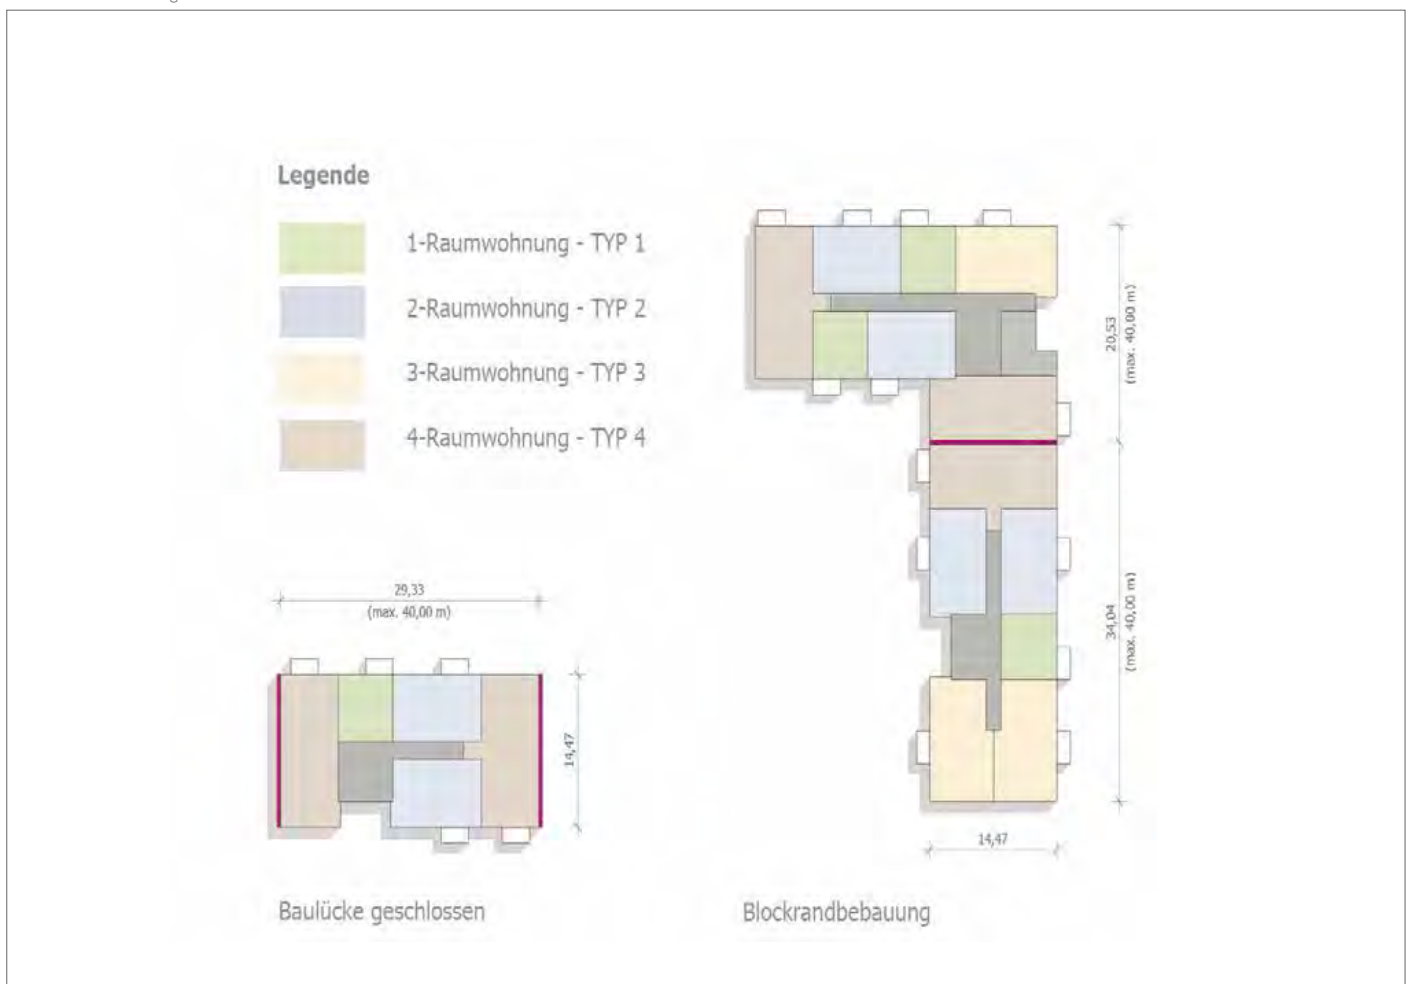 Legende
1-Raumwohnung - TYP 1
2-Raumwohnung - TYP 2
3-Raumwohnung - TYP 3
4-Raumwohnung - TYP 4
20,53
(max. 40,00 m)
34,04
(max. 40,00 m)
14,47
29,33
(max. 40,00 m)
14,47
Baulücke geschlossen
Blockrandbebauung